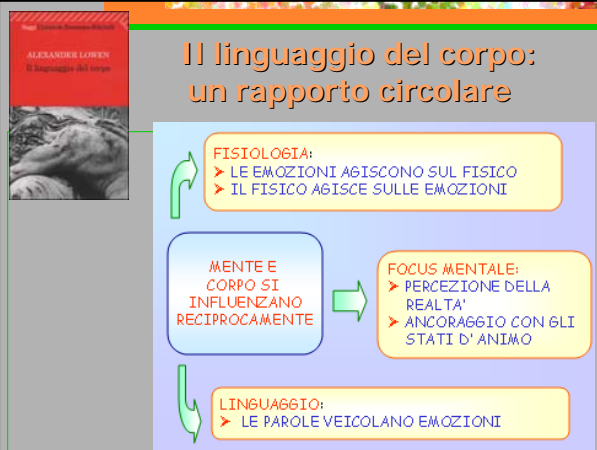 ALEXANDER LOWEN
Il linguaggio del corpo
Il linguaggio del corpo:
un rapporto circolare
FISIOLOGIA:
LE EMOZIONI AGISCONO SUL FISICO
IL FISICO AGISCE SULLE EMOZIONI
MENTE E
CORPO SI
INFLUENZANO
RECIPROCAMENTE
FOCUS MENTALE:
PERCEZIONE DELLA
REALTA'
ANCORAGGIO CON GLI
STATI D'ANIMO
LINGUAGGIO:
LE PAROLE VEICOLANO EMOZIONI